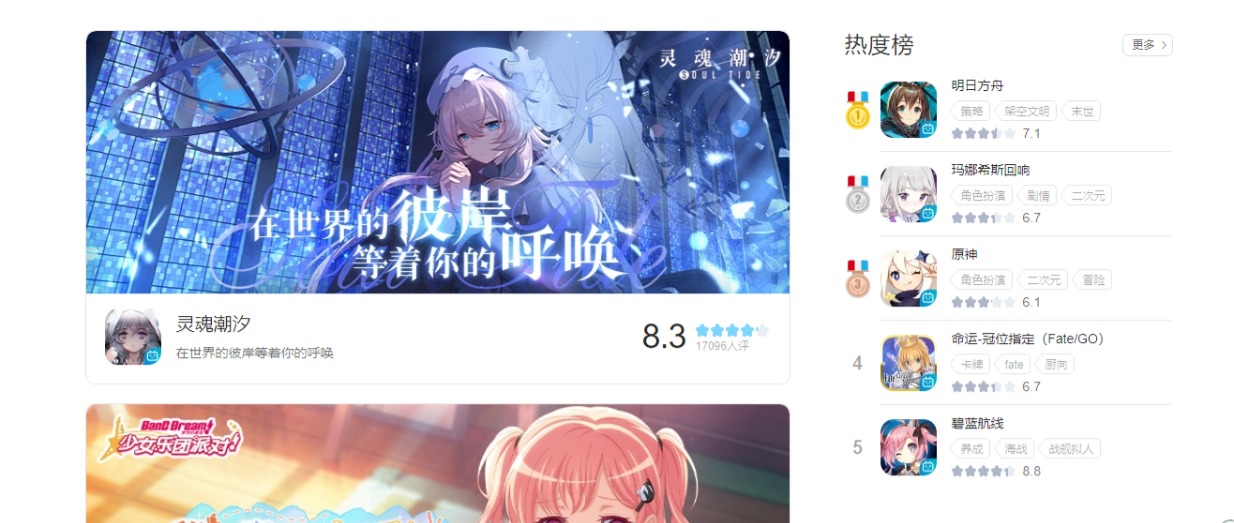 灵魂潮汐
SOUL TIDE
在世界的彼岸
等着你的呼唤
灵魂潮汐
在世界的彼岸等着你的呼唤
8.3
17096人评
BanG Dream!
少女乐团派对!
热度榜
更多
1
明日方舟
策略 架空文明 末世
7.1
2
玛娜希斯回响
角色扮演 剧情 二次元
6.7
3
原神
角色扮演 二次元 冒险
6.1
4
命运-冠位指定（Fate/GO）
卡牌 fate 厨向
6.7
5
碧蓝航线
养成 海战 战舰拟人
8.8